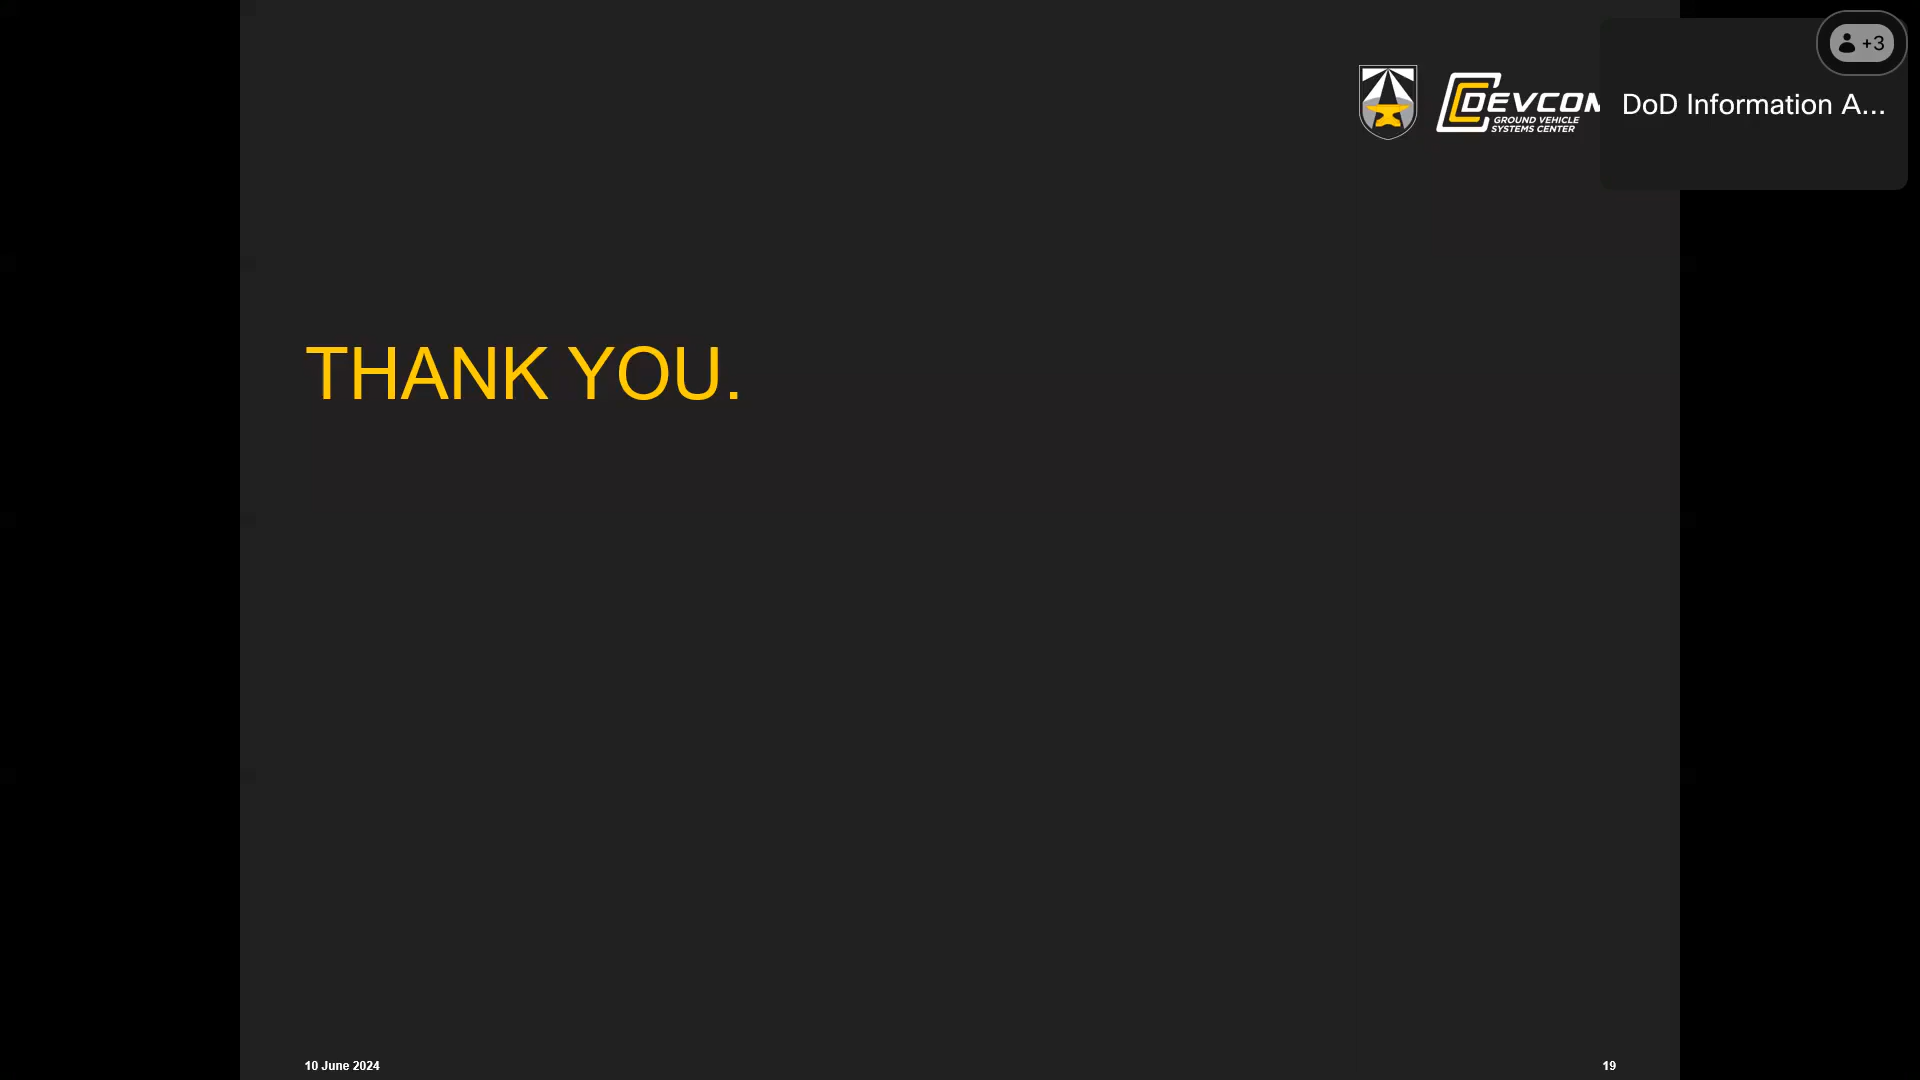 +3
DoD Information A...
DEVCOM
GROUND VEHICLE
SYSTEMS CENTER
THANK YOU.
10 June 2024
19